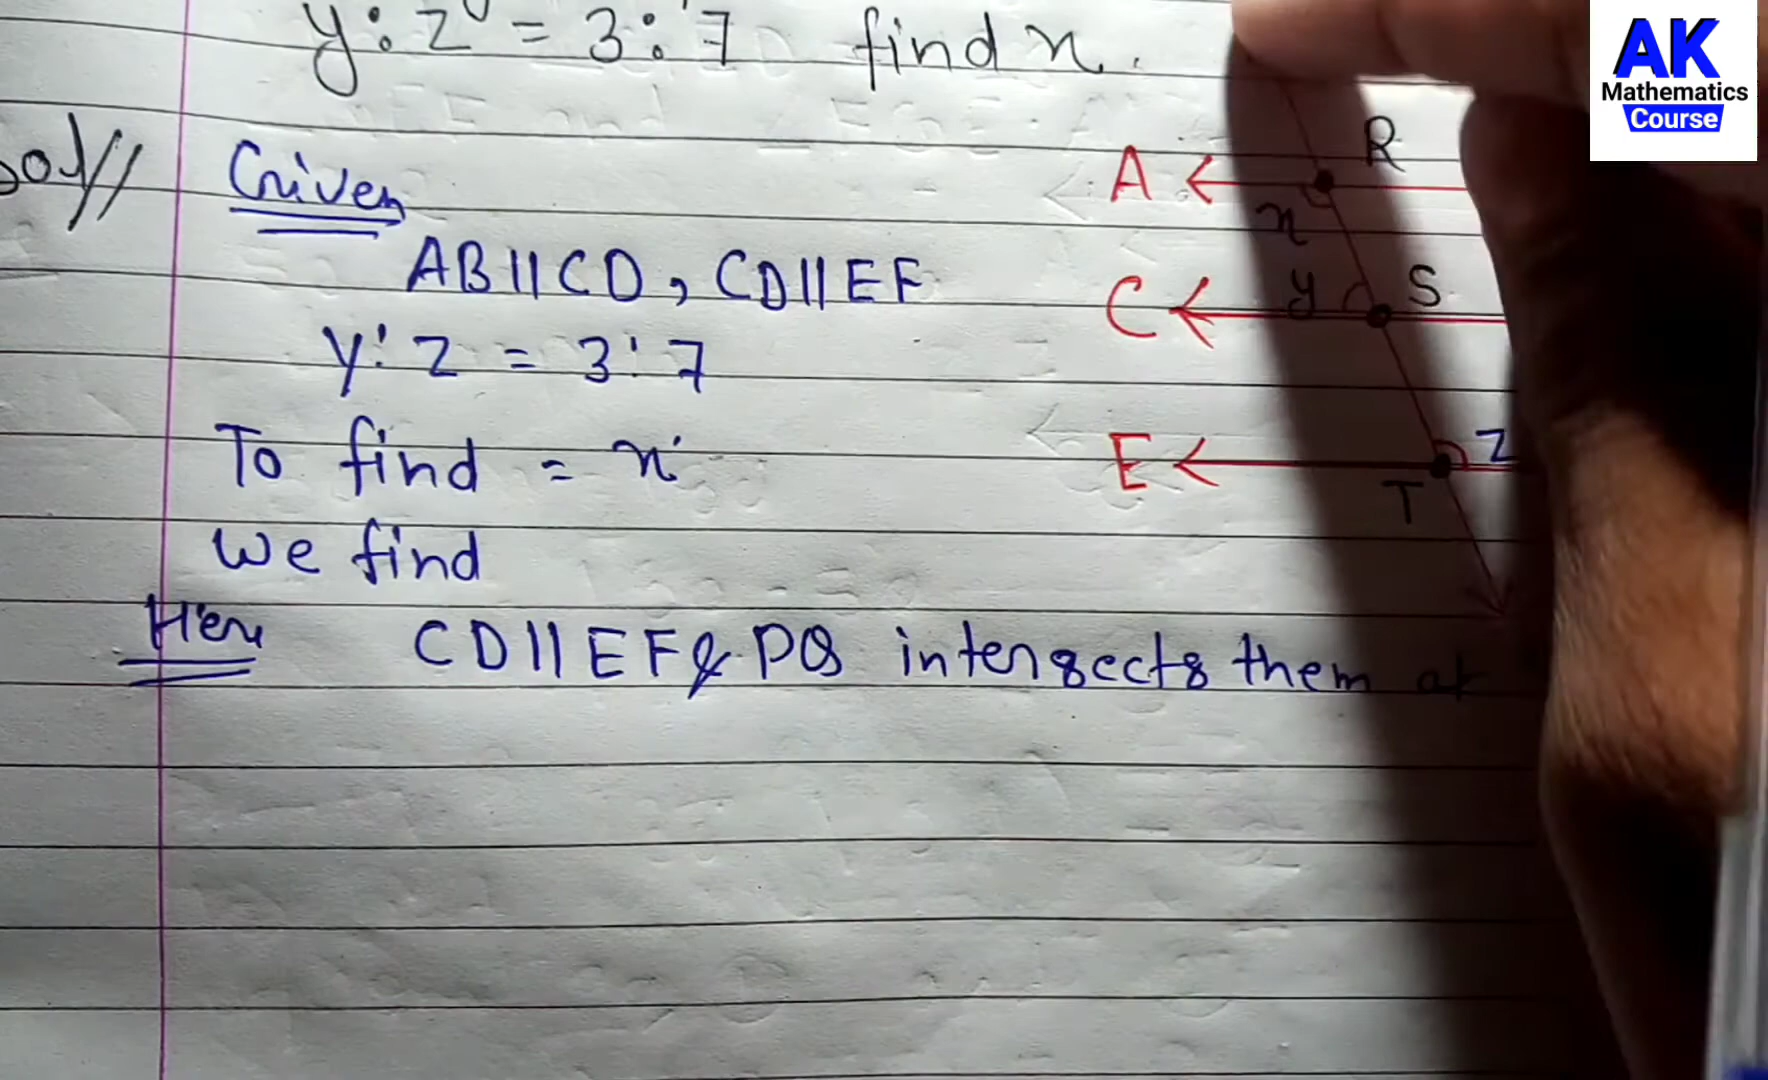 y:z = 3:7 find x.
AK
Mathematics
Course
Sol//
Given
AB||CD, CD||EF
y:z = 3:7
To find = x
We find
Here CD||EF & PQ intersects them at
R
A
x
C
y
S
E
Z
T